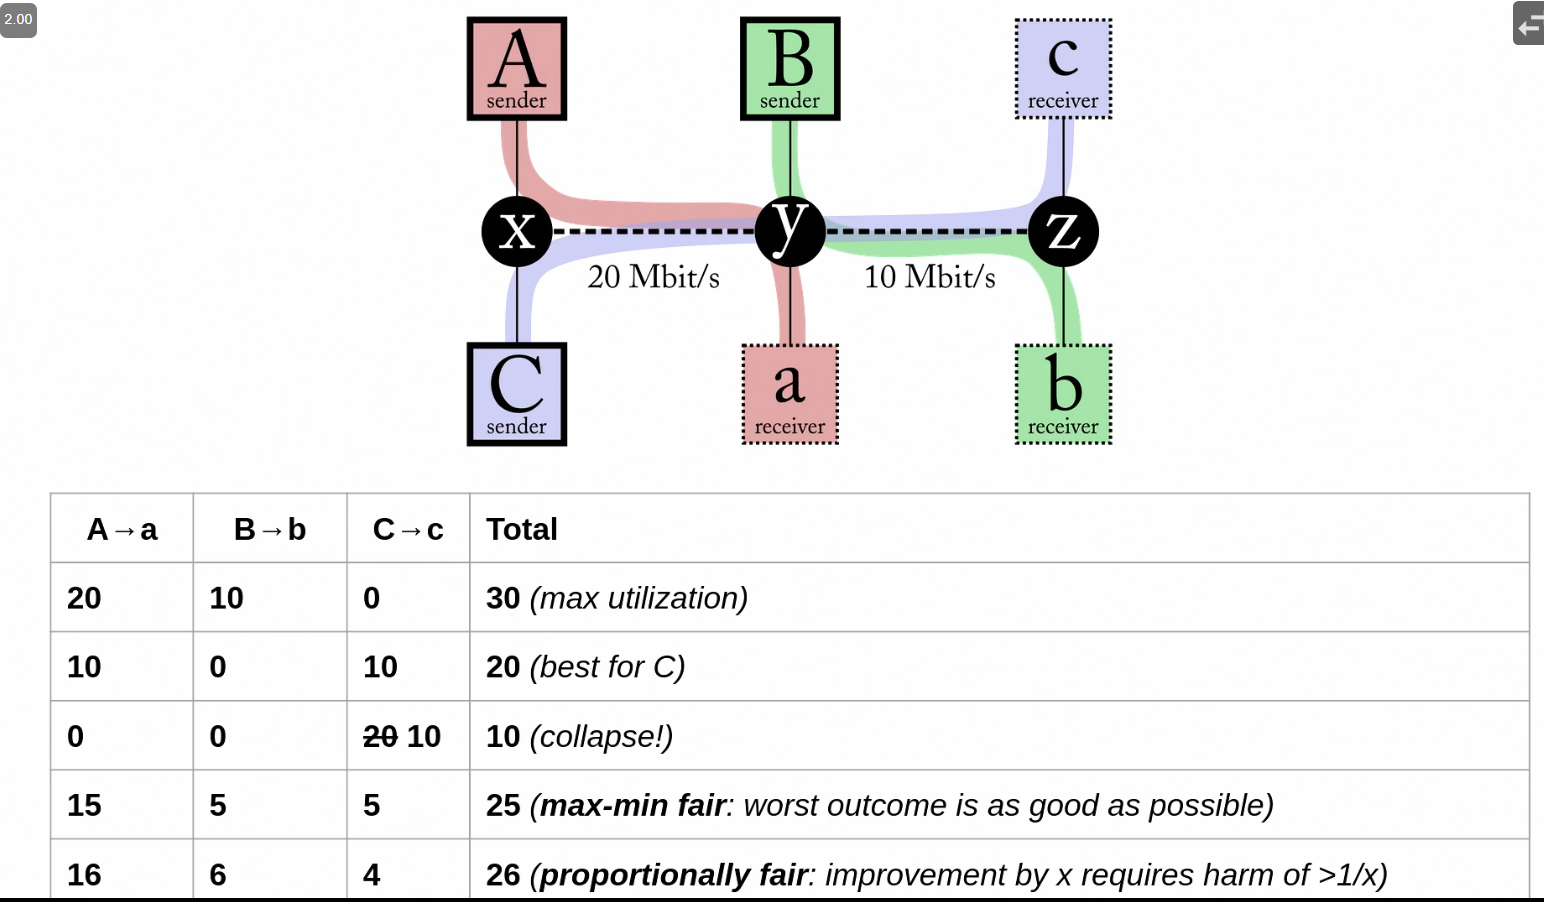 2.00
A
sender
B
sender
c
receiver
x
y
z
20 Mbit/s
10 Mbit/s
C
sender
a
receiver
b
receiver
A→a B→b C→c Total
20 10 0 30 (max utilization)
10 0 10 20 (best for C)
0 0 20 10 10 (collapse!)
15 5 5 25 (max-min fair: worst outcome is as good as possible)
16 6 4 26 (proportionally fair: improvement by x requires harm of >1/x)